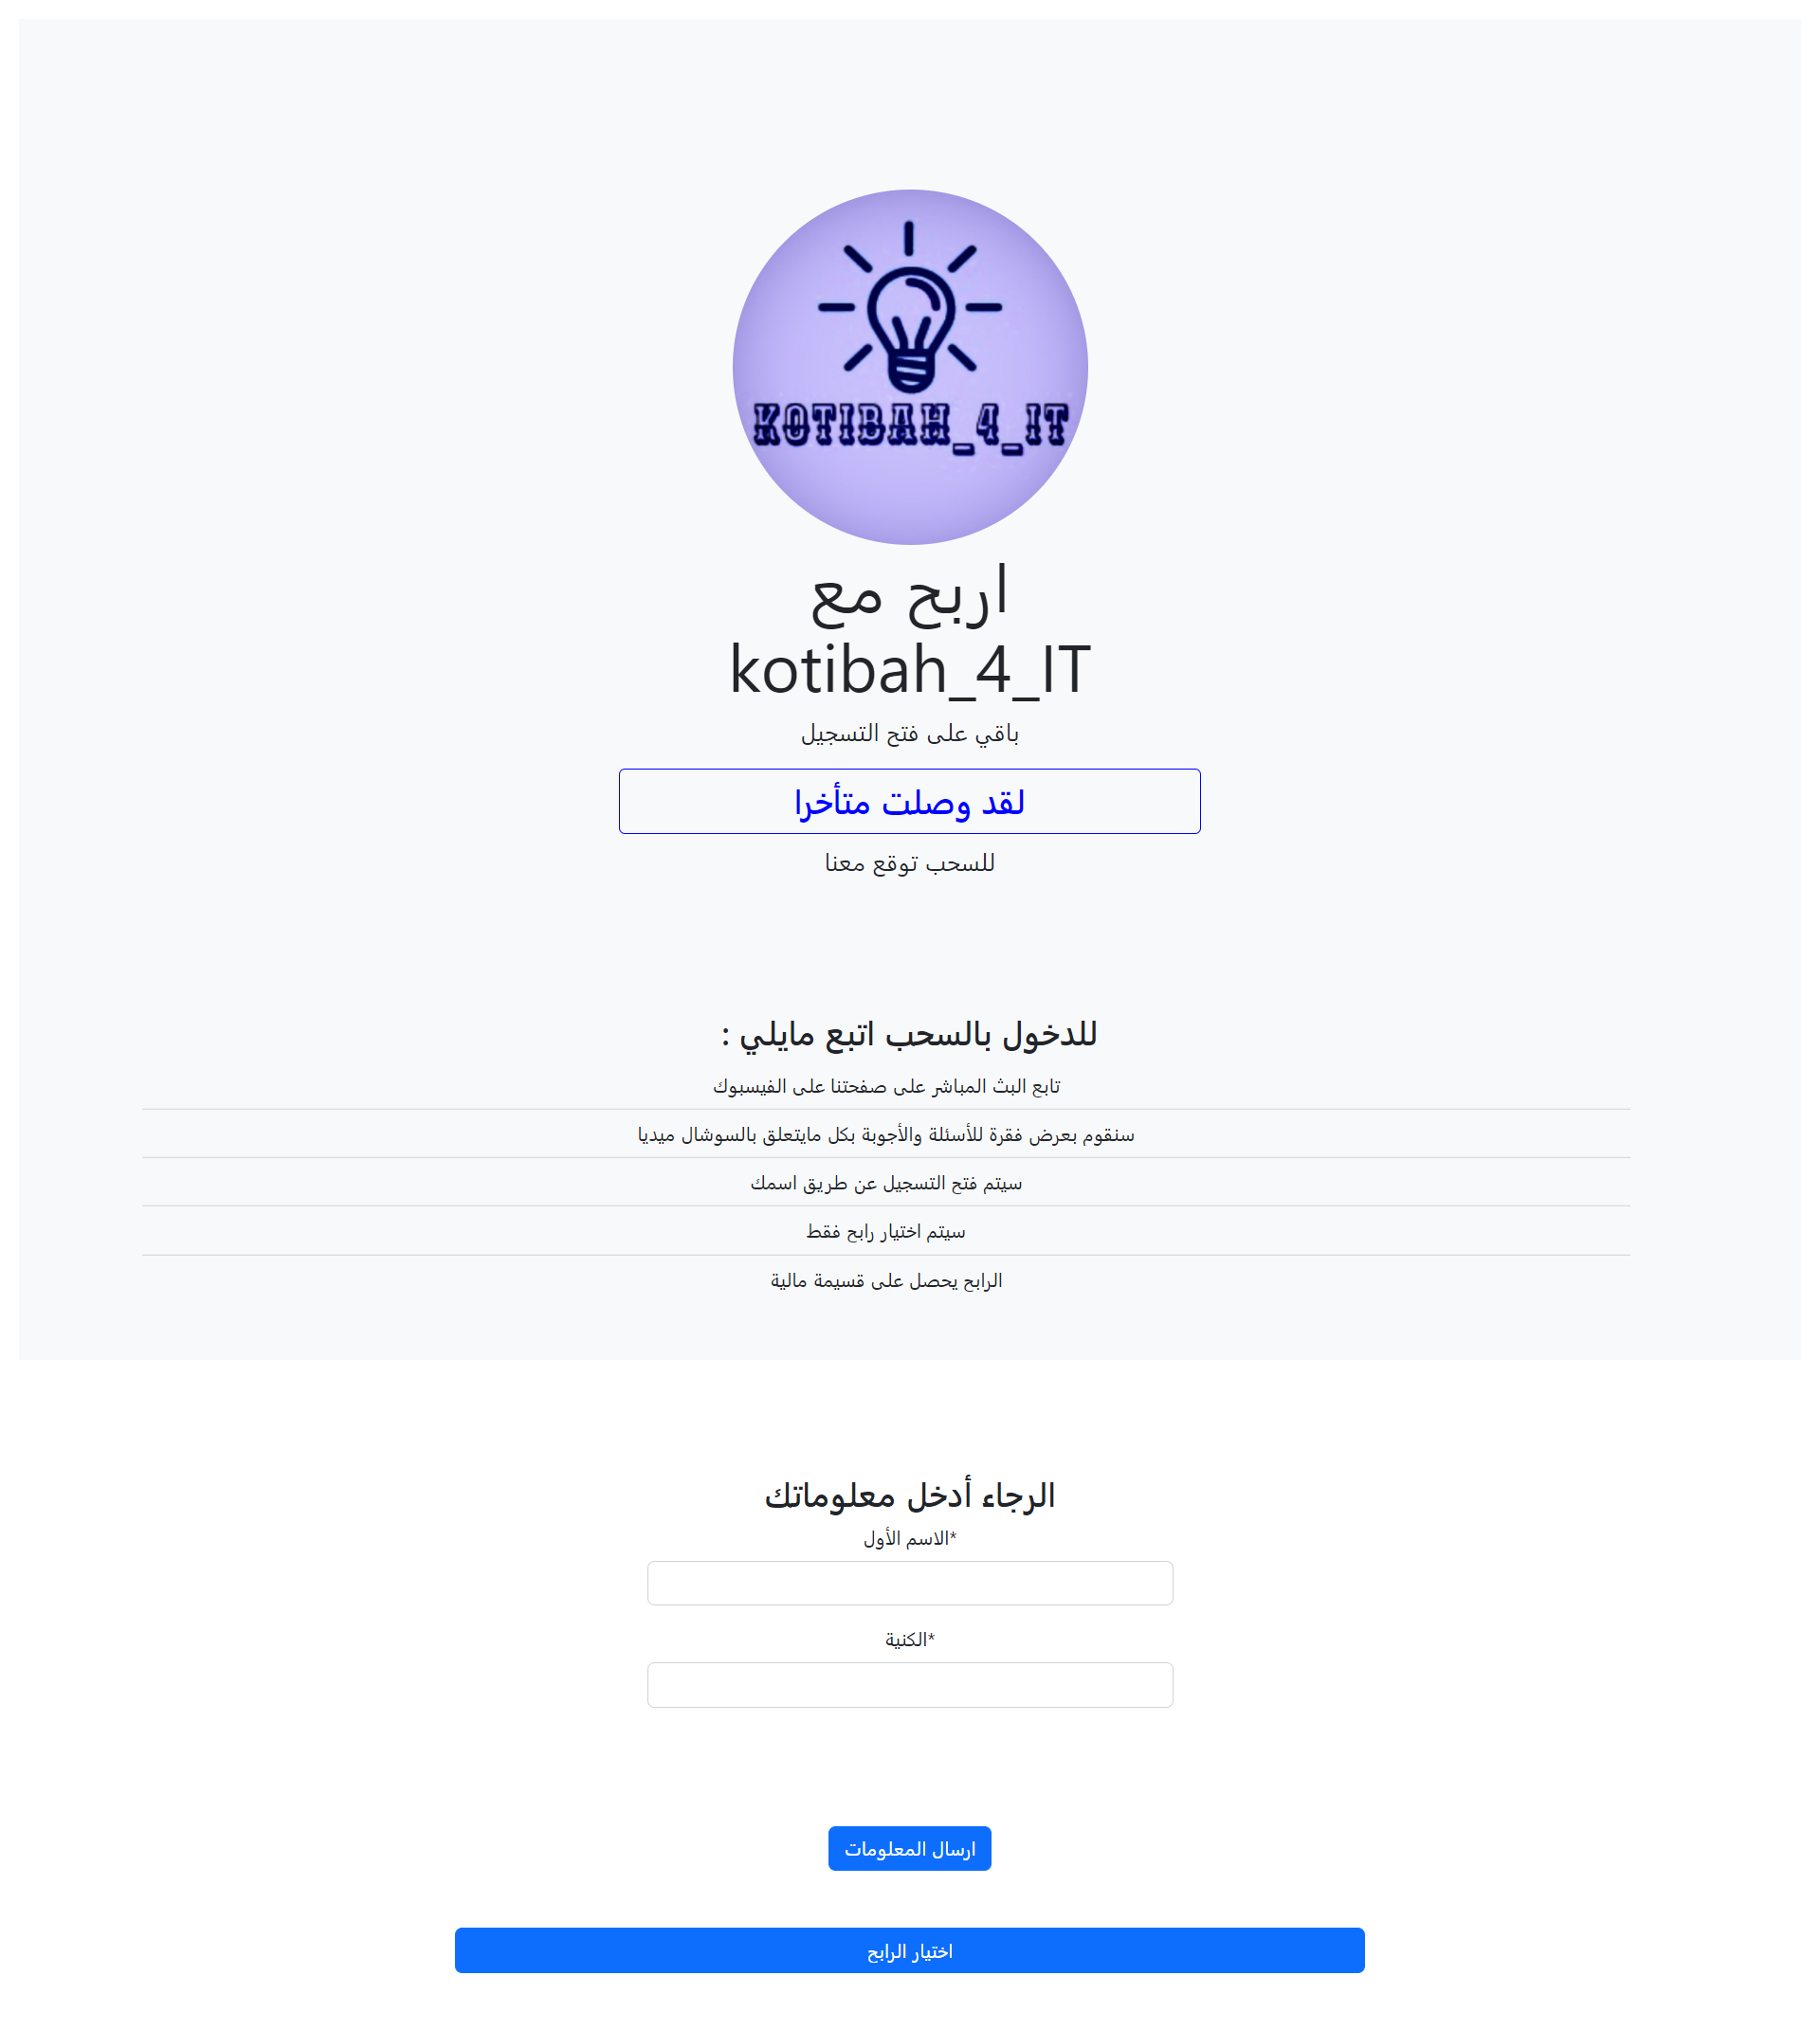 KOTIBAH_4_IT
اربح مع
kotibah_4_IT
باقي على فتح التسجيل
لقد وصلت متأخرا
للسحب توقع معنا
للدخول بالسحب اتبع مايلي :
تابع البث المباشر على صفحتنا على الفيسبوك
سنقوم بعرض فقرة للأسئلة والأجوبة بكل مايتعلق بالسوشال ميديا
سيتم فتح التسجيل عن طريق اسمك
سيتم اختيار رابح فقط
الرابح يحصل على قسيمة مالية
الرجاء أدخل معلوماتك
*الاسم الأول
*الكنية
ارسال المعلومات
اختيار الرابح